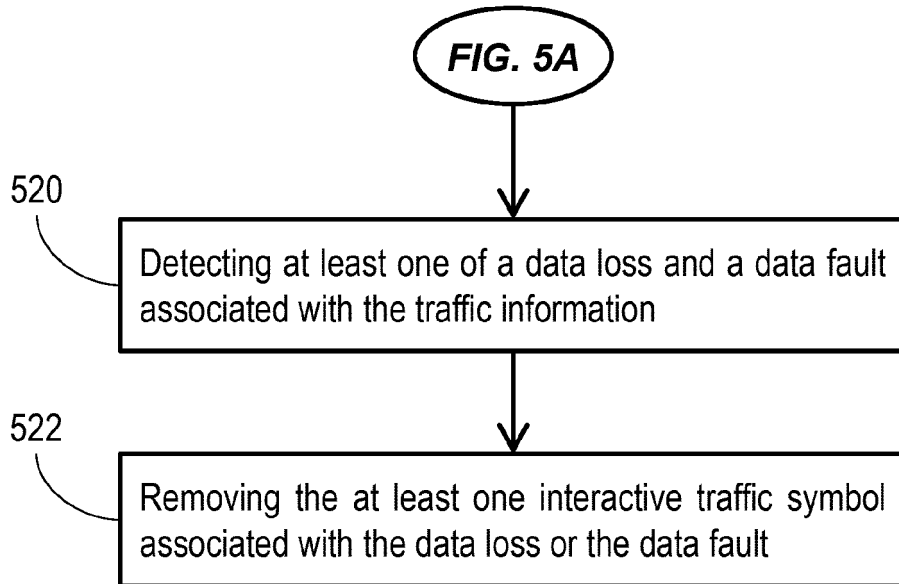 FIG. 5A
520
Detecting at least one of a data loss and a data fault
associated with the traffic information
522
Removing the at least one interactive traffic symbol
associated with the data loss or the data fault